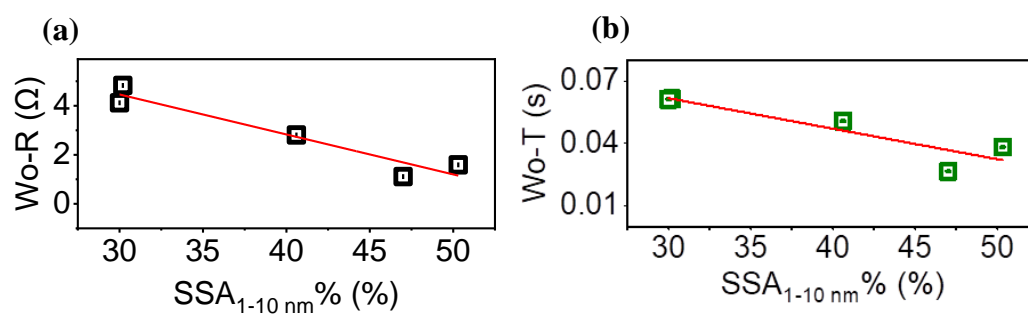 (a)
Wo-R (Ω)
4
2
0
30 35 40 45 50
SSA1-10 nm% (%)
(b)
Wo-T (s)
0.07
0.04
0.01
30 35 40 45 50
SSA1-10 nm% (%)